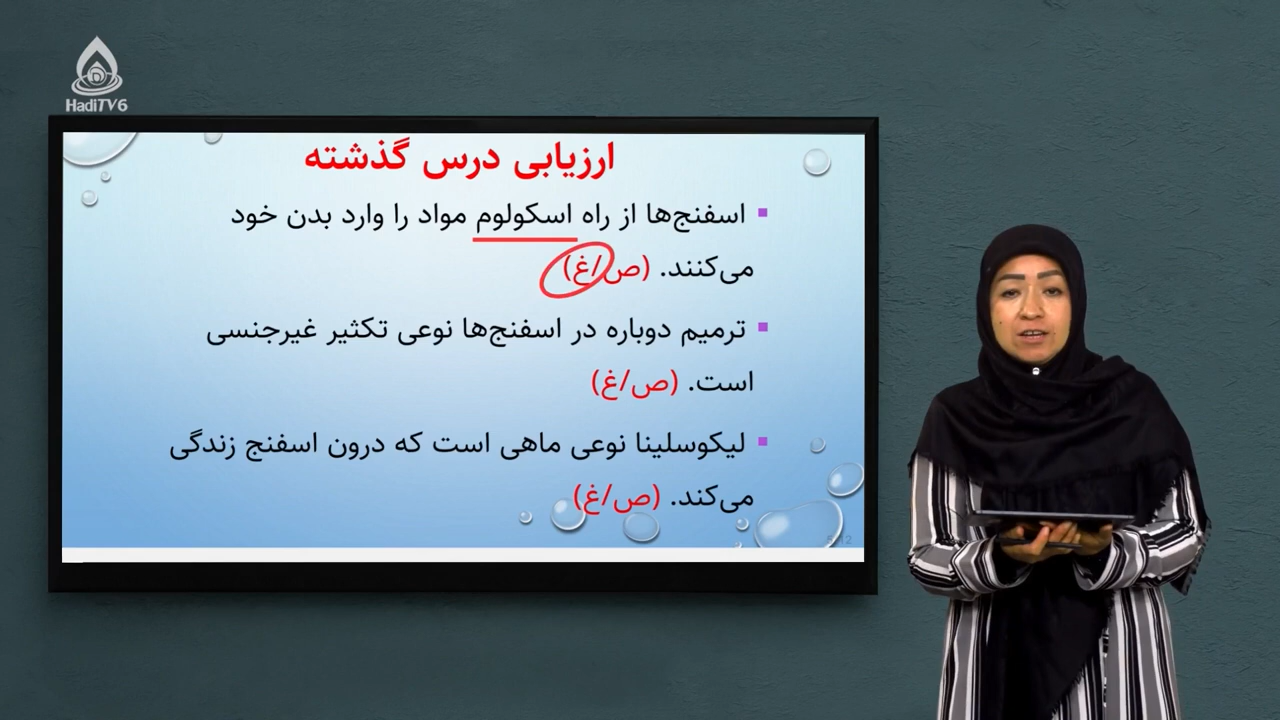 HadiTV6
ارزیابی درس گذشته
اسفنج‌ها از راه اسکولوم مواد را وارد بدن خود
می‌کنند. (ص/غ)
ترمیم دوباره در اسفنج‌ها نوعی تکثیر غیرجنسی
است. (ص/غ)
لیکوسلینا نوعی ماهی است که درون اسفنج زندگی
می‌کند. (ص/غ)